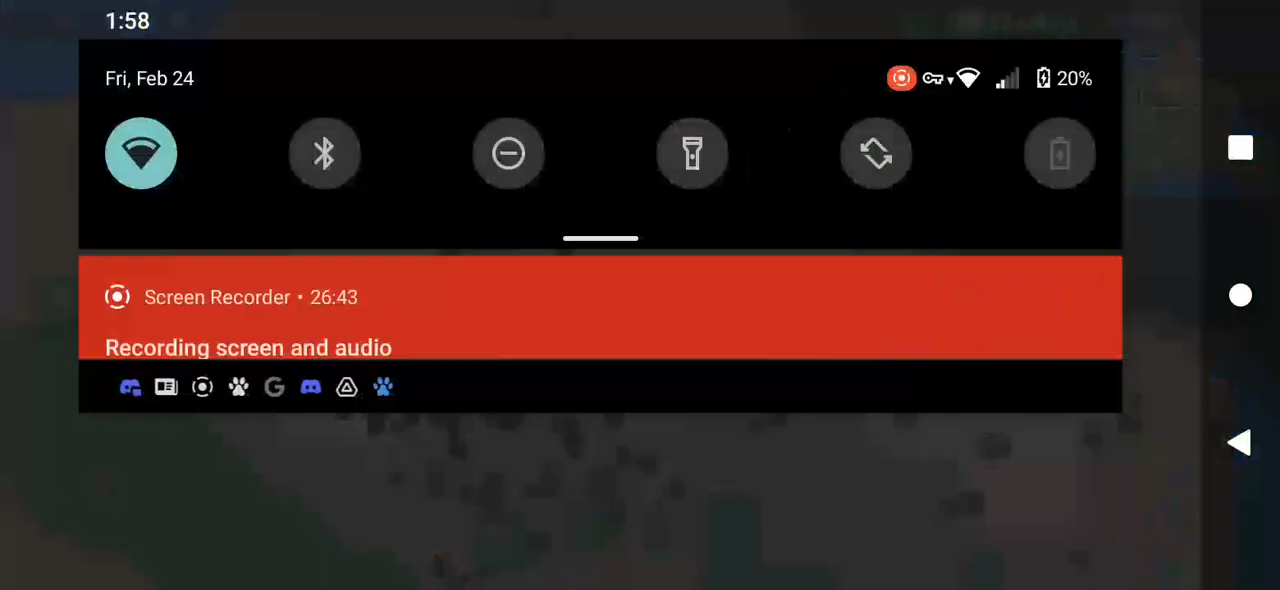 1:58
Fri, Feb 24
20%
Screen Recorder • 26:43
Recording screen and audio